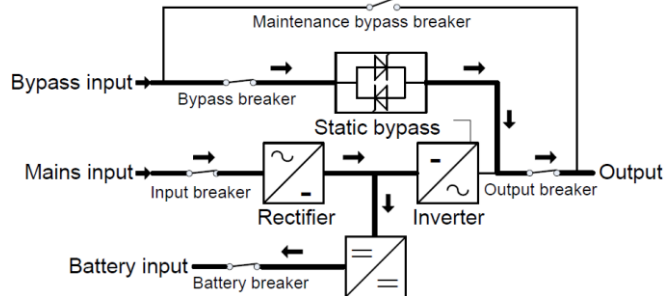 Maintenance bypass breaker
Bypass input
Bypass breaker
Static bypass
Mains input
Input breaker
Rectifier
Inverter
Output breaker
Output
Battery input
Battery breaker